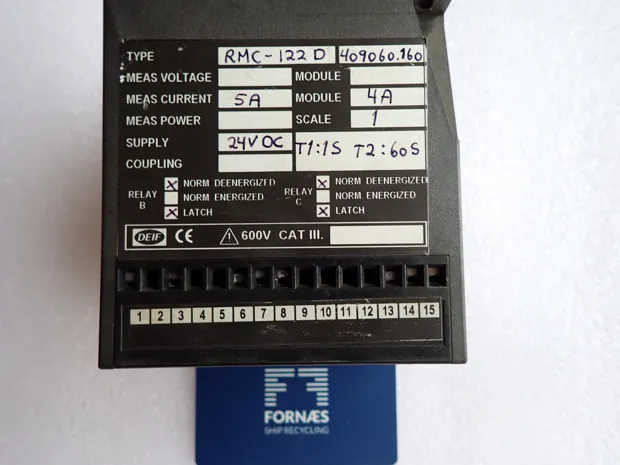 TYPE RMC-122D 409060.160
MEAS VOLTAGE MODULE
MEAS CURRENT 5A MODULE 4A
MEAS POWER SCALE 1
SUPPLY 24VDC T1:1S T2:60S
COUPLING
RELAY B X NORM DEENERGIZED RELAY C X NORM DEENERGIZED
NORM ENERGIZED NORM ENERGIZED
X LATCH X LATCH
DEIF CE 600V CAT III.
1 2 3 4 5 6 7 8 9 10 11 12 13 14 15
FORNÆS
SHIP RECYCLING